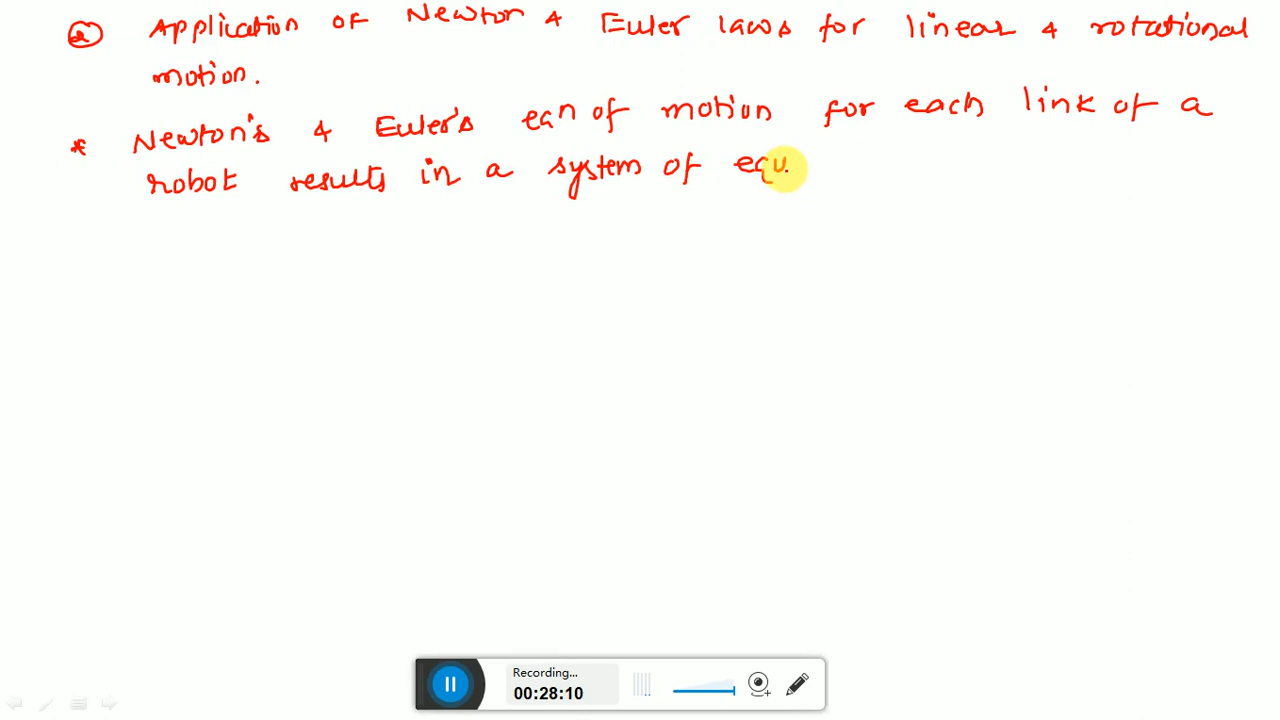 ② Application of Newton & Euler laws for linear & rotational
motion.
* Newton's & Euler's eqn of motion for each link of a
robot results in a system of equ
Recording...
00:28:10